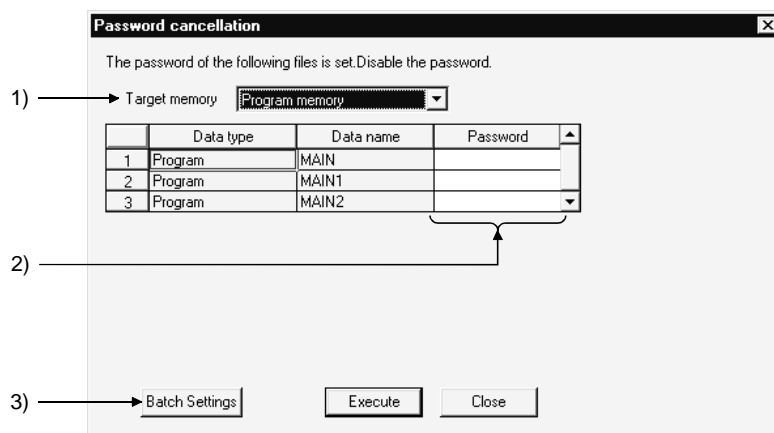 Password cancellation
The password of the following files is set.Disable the password.
1)
Target memory Program memory
Data type Data name Password
1 Program MAIN
2 Program MAIN1
3 Program MAIN2
2)
3)
Batch Settings Execute Close